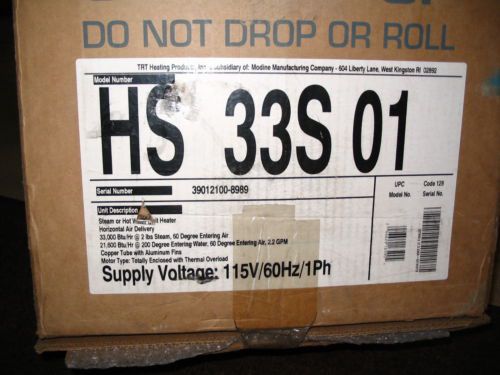 DO NOT DROP OR ROLL
TRT Heating Products, Inc. a Subsidiary of: Modine Manufacturing Company - 604 Liberty Lane, West Kingston RI 02892
Model Number
HS 33S 01
Serial Number
39012100-8989
UPC Code 128
Model No. Serial No.
Unit Description
Steam or Hot Water Unit Heater
Horizontal Air Delivery
33,000 Btu/Hr @ 2 lbs Steam, 60 Degree Entering Air
21,600 Btu/Hr @ 200 Degree Entering Water, 60 Degree Entering Air, 2.2 GPM
Copper Tube with Aluminum Fins
Motor Type: Totally Enclosed with Thermal Overload
Supply Voltage: 115V/60Hz/1Ph